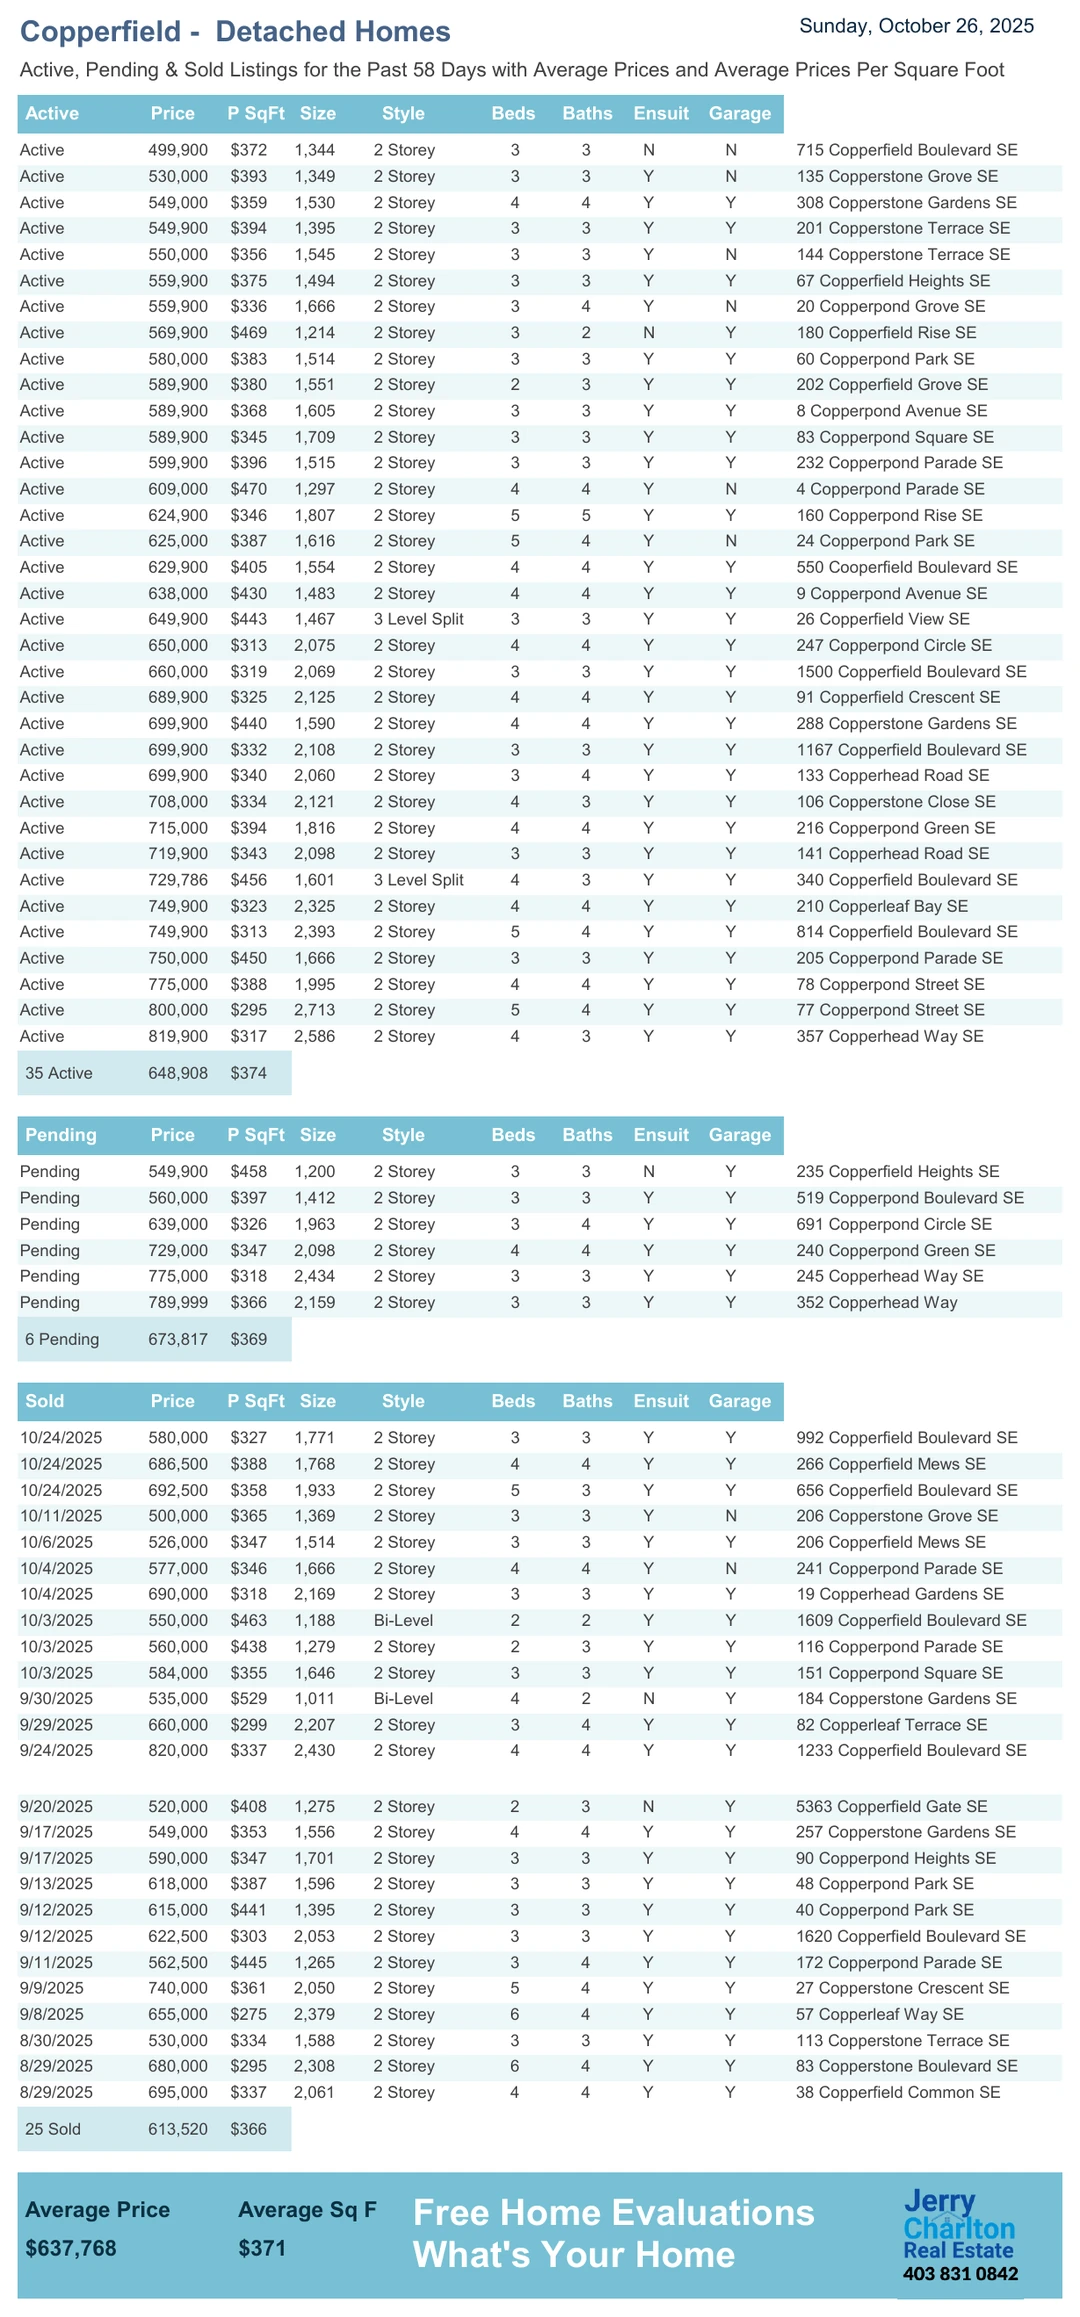 Copperfield -  Detached Homes
Sunday, October 26, 2025
Active, Pending & Sold Listings for the Past 58 Days with Average Prices and Average Prices Per Square Foot
Active Price P SqFt Size Style Beds Baths Ensuit Garage
Active 499,900 $372 1,344 2 Storey 3 3 N N 715 Copperfield Boulevard SE
Active 530,000 $393 1,349 2 Storey 3 3 Y N 135 Copperstone Grove SE
Active 549,000 $359 1,530 2 Storey 4 4 Y Y 308 Copperstone Gardens SE
Active 549,900 $394 1,395 2 Storey 3 3 Y Y 201 Copperstone Terrace SE
Active 550,000 $356 1,545 2 Storey 3 3 Y N 144 Copperstone Terrace SE
Active 559,900 $375 1,494 2 Storey 3 3 Y Y 67 Copperfield Heights SE
Active 559,900 $336 1,666 2 Storey 3 4 Y N 20 Copperpond Grove SE
Active 569,900 $469 1,214 2 Storey 3 2 N Y 180 Copperfield Rise SE
Active 580,000 $383 1,514 2 Storey 3 3 Y Y 60 Copperpond Park SE
Active 589,900 $380 1,551 2 Storey 2 3 Y Y 202 Copperfield Grove SE
Active 589,900 $368 1,605 2 Storey 3 3 Y Y 8 Copperpond Avenue SE
Active 589,900 $345 1,709 2 Storey 3 3 Y Y 83 Copperpond Square SE
Active 599,900 $396 1,515 2 Storey 3 3 Y Y 232 Copperpond Parade SE
Active 609,000 $470 1,297 2 Storey 4 4 Y N 4 Copperpond Parade SE
Active 624,900 $346 1,807 2 Storey 5 5 Y Y 160 Copperpond Rise SE
Active 625,000 $387 1,616 2 Storey 5 4 Y N 24 Copperpond Park SE
Active 629,900 $405 1,554 2 Storey 4 4 Y Y 550 Cooperfield Boulevard SE
Active 638,000 $430 1,483 2 Storey 4 4 Y Y 9 Copperpond Avenue SE
Active 649,900 $443 1,467 3 Level Split 3 3 Y Y 26 Copperfield View SE
Active 650,000 $313 2,075 2 Storey 4 4 Y Y 247 Copperpond Circle SE
Active 660,000 $319 2,069 2 Storey 3 3 Y Y 1500 Copperfield Boulevard SE
Active 689,900 $325 2,125 2 Storey 4 4 Y Y 91 Copperfield Crescent SE
Active 699,900 $440 1,590 2 Storey 4 4 Y Y 288 Copperstone Gardens SE
Active 699,900 $332 2,108 2 Storey 3 3 Y Y 1167 Copperfield Boulevard SE
Active 699,900 $340 2,060 2 Storey 3 4 Y Y 133 Copperhead Road SE
Active 708,000 $334 2,121 2 Storey 4 3 Y Y 106 Copperstone Close SE
Active 715,000 $394 1,816 2 Storey 4 4 Y Y 216 Copperpond Green SE
Active 719,900 $343 2,098 2 Storey 3 3 Y Y 141 Copperhead Road SE
Active 729,786 $456 1,601 3 Level Split 4 3 Y Y 340 Copperfield Boulevard SE
Active 749,900 $323 2,325 2 Storey 4 4 Y Y 210 Copperleaf Bay SE
Active 749,900 $313 2,393 2 Storey 5 4 Y Y 814 Copperfield Boulevard SE
Active 750,000 $450 1,666 2 Storey 3 3 Y Y 205 Copperpond Parade SE
Active 775,000 $388 1,995 2 Storey 4 4 Y Y 78 Copperpond Street SE
Active 800,000 $295 2,713 2 Storey 5 4 Y Y 77 Copperpond Street SE
Active 819,900 $317 2,586 2 Storey 4 3 Y Y 357 Copperhead Way SE
35 Active 648,908 $374
Pending Price P SqFt Size Style Beds Baths Ensuit Garage
Pending 549,900 $458 1,200 2 Storey 3 3 N Y 235 Copperfield Heights SE
Pending 560,000 $397 1,412 2 Storey 3 3 Y Y 519 Copperpond Boulevard SE
Pending 639,000 $326 1,963 2 Storey 3 4 Y Y 691 Copperpond Circle SE
Pending 729,000 $347 2,098 2 Storey 4 4 Y Y 240 Copperpond Green SE
Pending 775,000 $318 2,434 2 Storey 3 3 Y Y 245 Copperhead Way SE
Pending 789,999 $366 2,159 2 Storey 3 3 Y Y 352 Copperhead Way
6 Pending 673,817 $369
Sold Price P SqFt Size Style Beds Baths Ensuit Garage
10/24/2025 580,000 $327 1,771 2 Storey 3 3 Y Y 992 Copperfield Boulevard SE
10/24/2025 686,500 $388 1,768 2 Storey 4 4 Y Y 266 Copperfield Mews SE
10/24/2025 692,500 $358 1,933 2 Storey 5 3 Y Y 656 Copperfield Boulevard SE
10/11/2025 500,000 $365 1,369 2 Storey 3 3 Y N 206 Copperstone Grove SE
10/6/2025 526,000 $347 1,514 2 Storey 3 3 Y Y 206 Copperfield Mews SE
10/4/2025 577,000 $346 1,666 2 Storey 4 4 Y N 241 Copperpond Parade SE
10/4/2025 690,000 $318 2,169 2 Storey 3 3 Y Y 19 Copperhead Gardens SE
10/3/2025 550,000 $463 1,188 Bi-Level 2 2 Y Y 1609 Copperfield Boulevard SE
10/3/2025 560,000 $438 1,279 2 Storey 2 3 Y Y 116 Copperpond Parade SE
10/3/2025 584,000 $355 1,646 2 Storey 3 3 Y Y 151 Copperpond Square SE
9/30/2025 535,000 $529 1,011 Bi-Level 4 2 N Y 184 Copperstone Gardens SE
9/29/2025 660,000 $299 2,207 2 Storey 3 4 Y Y 82 Copperleaf Terrace SE
9/24/2025 820,000 $337 2,430 2 Storey 4 4 Y Y 1233 Copperfield Boulevard SE
9/20/2025 520,000 $408 1,275 2 Storey 2 3 N Y 5363 Copperfield Gate SE
9/17/2025 549,000 $353 1,556 2 Storey 4 4 Y Y 257 Copperstone Gardens SE
9/17/2025 590,000 $347 1,701 2 Storey 3 3 Y Y 90 Copperpond Heights SE
9/13/2025 618,000 $387 1,596 2 Storey 3 3 Y Y 48 Copperpond Park SE
9/12/2025 615,000 $441 1,395 2 Storey 3 3 Y Y 40 Copperpond Park SE
9/12/2025 622,500 $303 2,053 2 Storey 3 3 Y Y 1620 Copperfield Boulevard SE
9/11/2025 562,500 $445 1,265 2 Storey 3 4 Y Y 172 Copperpond Parade SE
9/9/2025 740,000 $361 2,050 2 Storey 5 4 Y Y 27 Copperstone Crescent SE
9/8/2025 655,000 $275 2,379 2 Storey 6 4 Y Y 57 Copperleaf Way SE
8/30/2025 530,000 $334 1,588 2 Storey 3 3 Y Y 113 Copperstone Terrace SE
8/29/2025 680,000 $295 2,308 2 Storey 6 4 Y Y 83 Copperstone Boulevard SE
8/29/2025 695,000 $337 2,061 2 Storey 4 4 Y Y 38 Copperfield Common SE
25 Sold 613,520 $366
Average Price Average Sq F
$637,768 $371
Free Home Evaluations
What's Your Home
Jerry
Charlton
Real Estate
403 831 0842